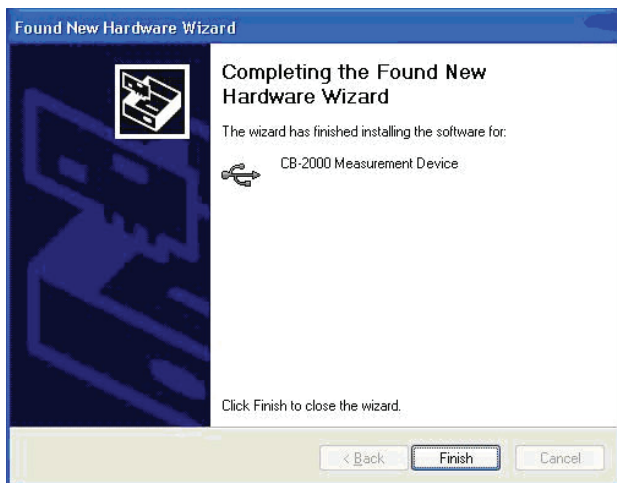 Found New Hardware Wizard
Completing the Found New
Hardware Wizard
The wizard has finished installing the software for:
CB-2000 Measurement Device
Click Finish to close the wizard.
< Back
Finish
Cancel